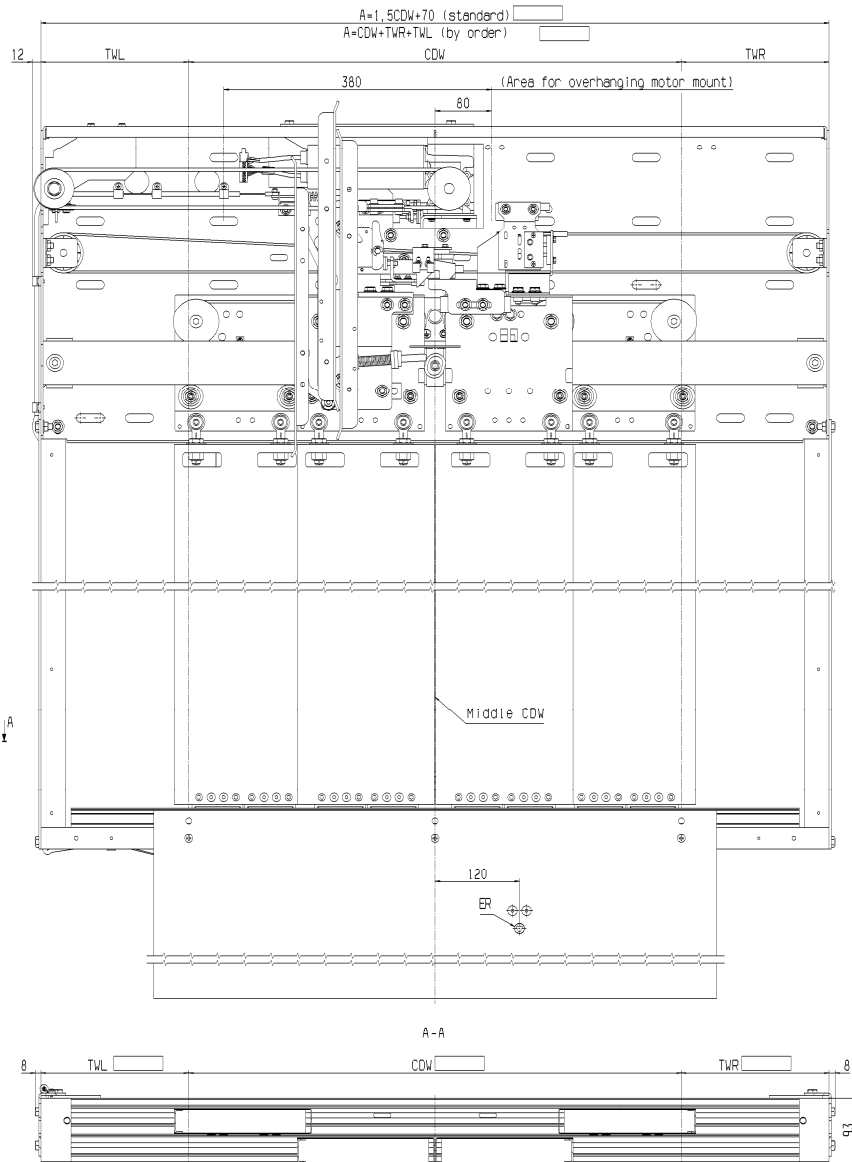 A=1,5CDW+70 (standard)
A=CDW+TWR+TWL (by order)
12 TWL CDW TWR
380 (Area for overhanging motor mount)
80
Middle CDW
A
120
ER
A-A
8 TWL CDW TWR 8
93